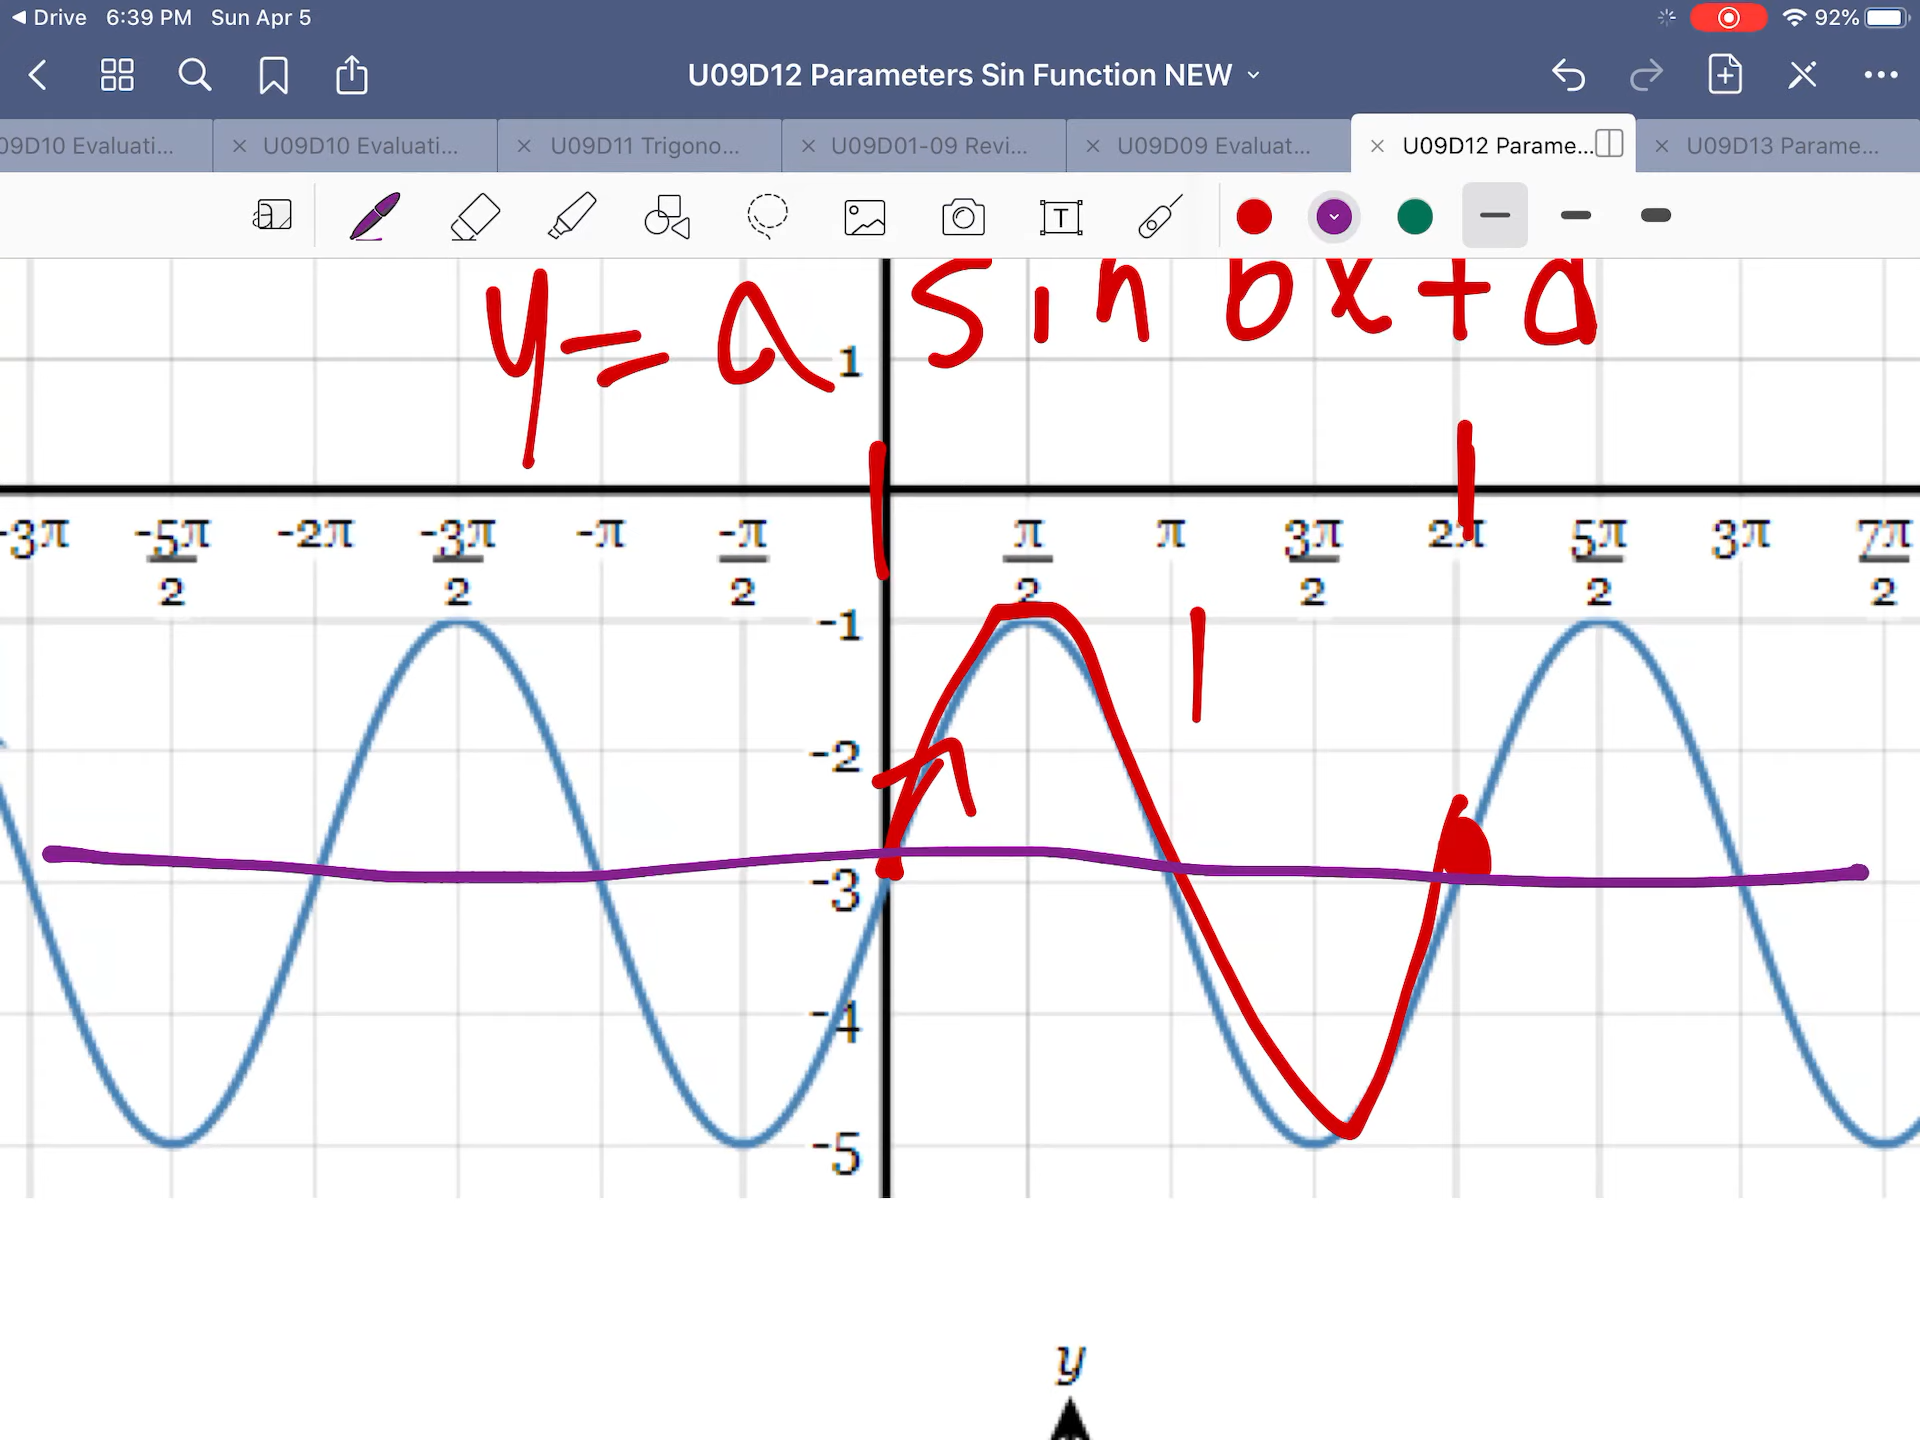 Drive 6:39 PM Sun Apr 5 92%
U09D12 Parameters Sin Function NEW
09D10 Evaluati... U09D10 Evaluati... U09D11 Trigono... U09D01-09 Revi... U09D09 Evaluat... U09D12 Parame... U09D13 Parame...
a T
y = a sin bx + d
1
-3π -5π/2 -2π -3π/2 -π -π/2 π/2 π 3π/2 2π 5π/2 3π 7π/2
-1
-2
-3
-4
-5
y